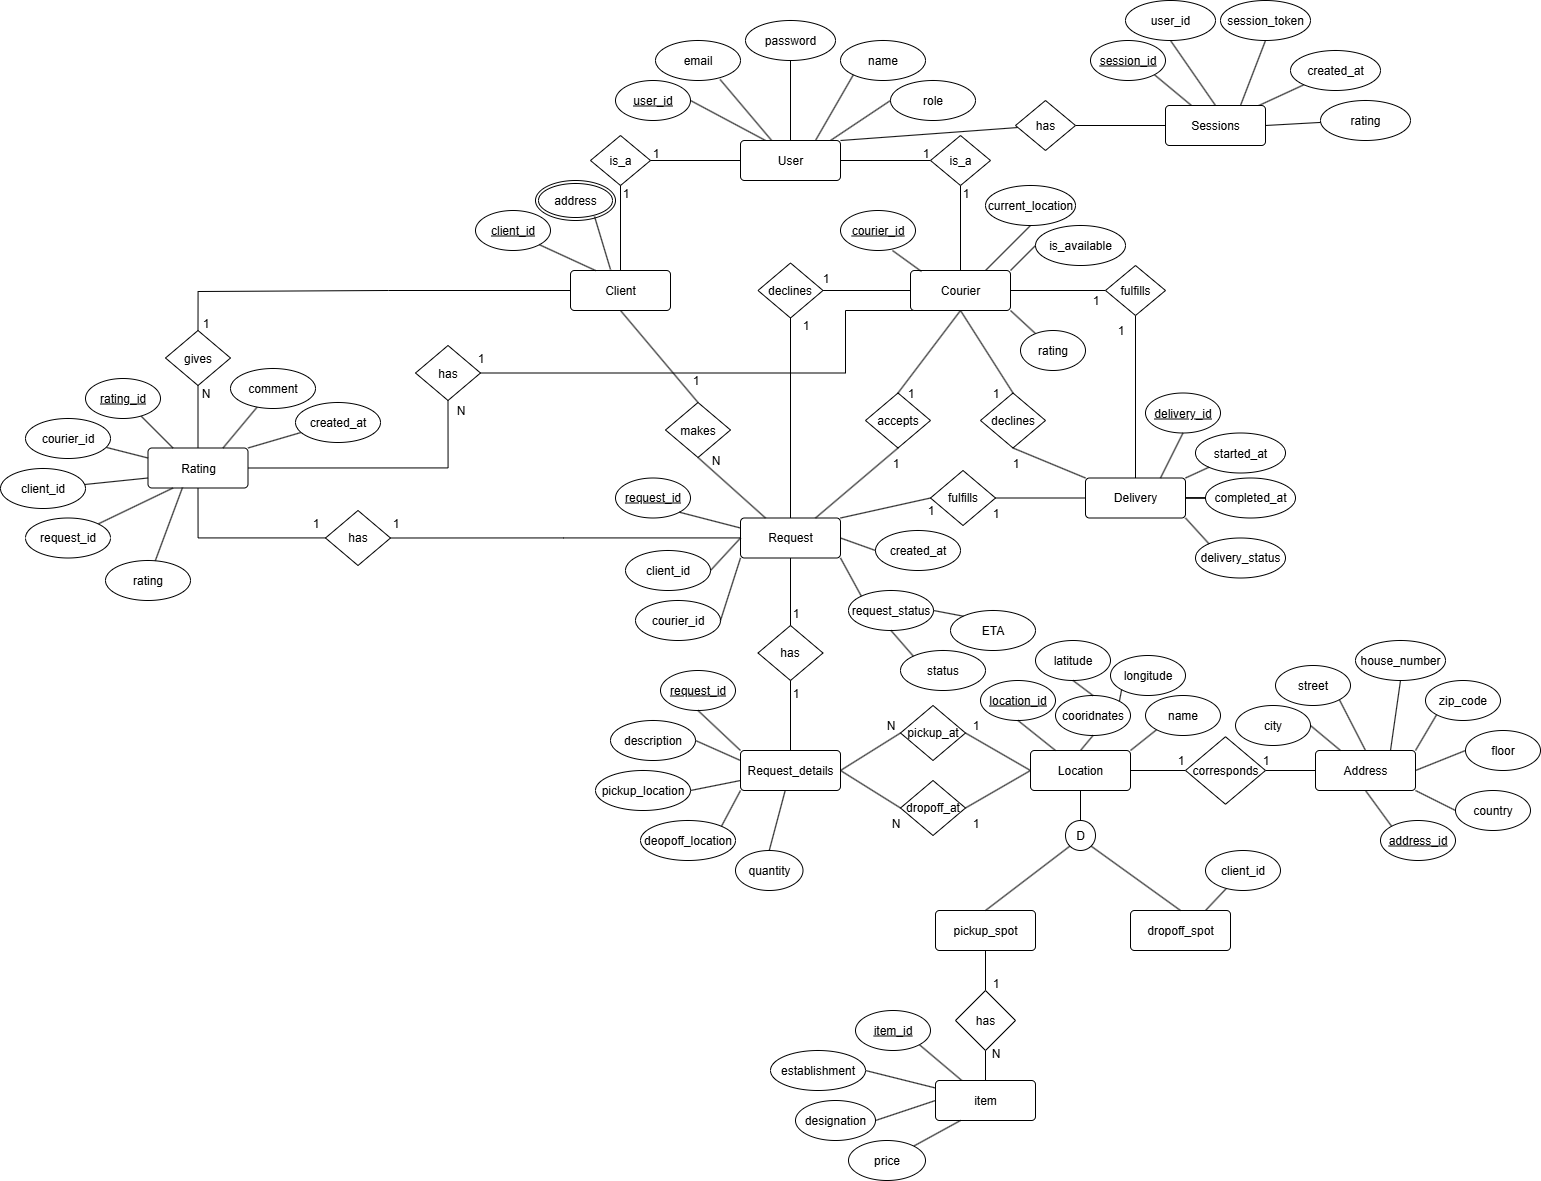 user_id
session_token
session_id
created_at
rating
Sessions
has
password
email
name
user_id
role
User
is_a
1
1
is_a
1
1
address
client_id
Client
current_location
courier_id
is_available
Courier
rating
declines
1
1
fulfills
1
1
gives
1
N
has
1
N
rating_id
comment
created_at
courier_id
client_id
request_id
rating
Rating
makes
1
N
accepts
1
1
declines
1
1
delivery_id
started_at
completed_at
delivery_status
Delivery
fulfills
1
1
has
1
1
request_id
client_id
courier_id
Request
created_at
request_status
ETA
status
has
1
1
request_id
description
pickup_location
deopoff_location
quantity
Request_details
pickup_at
N
1
dropoff_at
N
1
latitude
longitude
location_id
cooridnates
name
Location
corresponds
1
1
house_number
street
zip_code
city
floor
country
address_id
Address
D
client_id
pickup_spot
dropoff_spot
has
1
N
item_id
establishment
designation
price
item